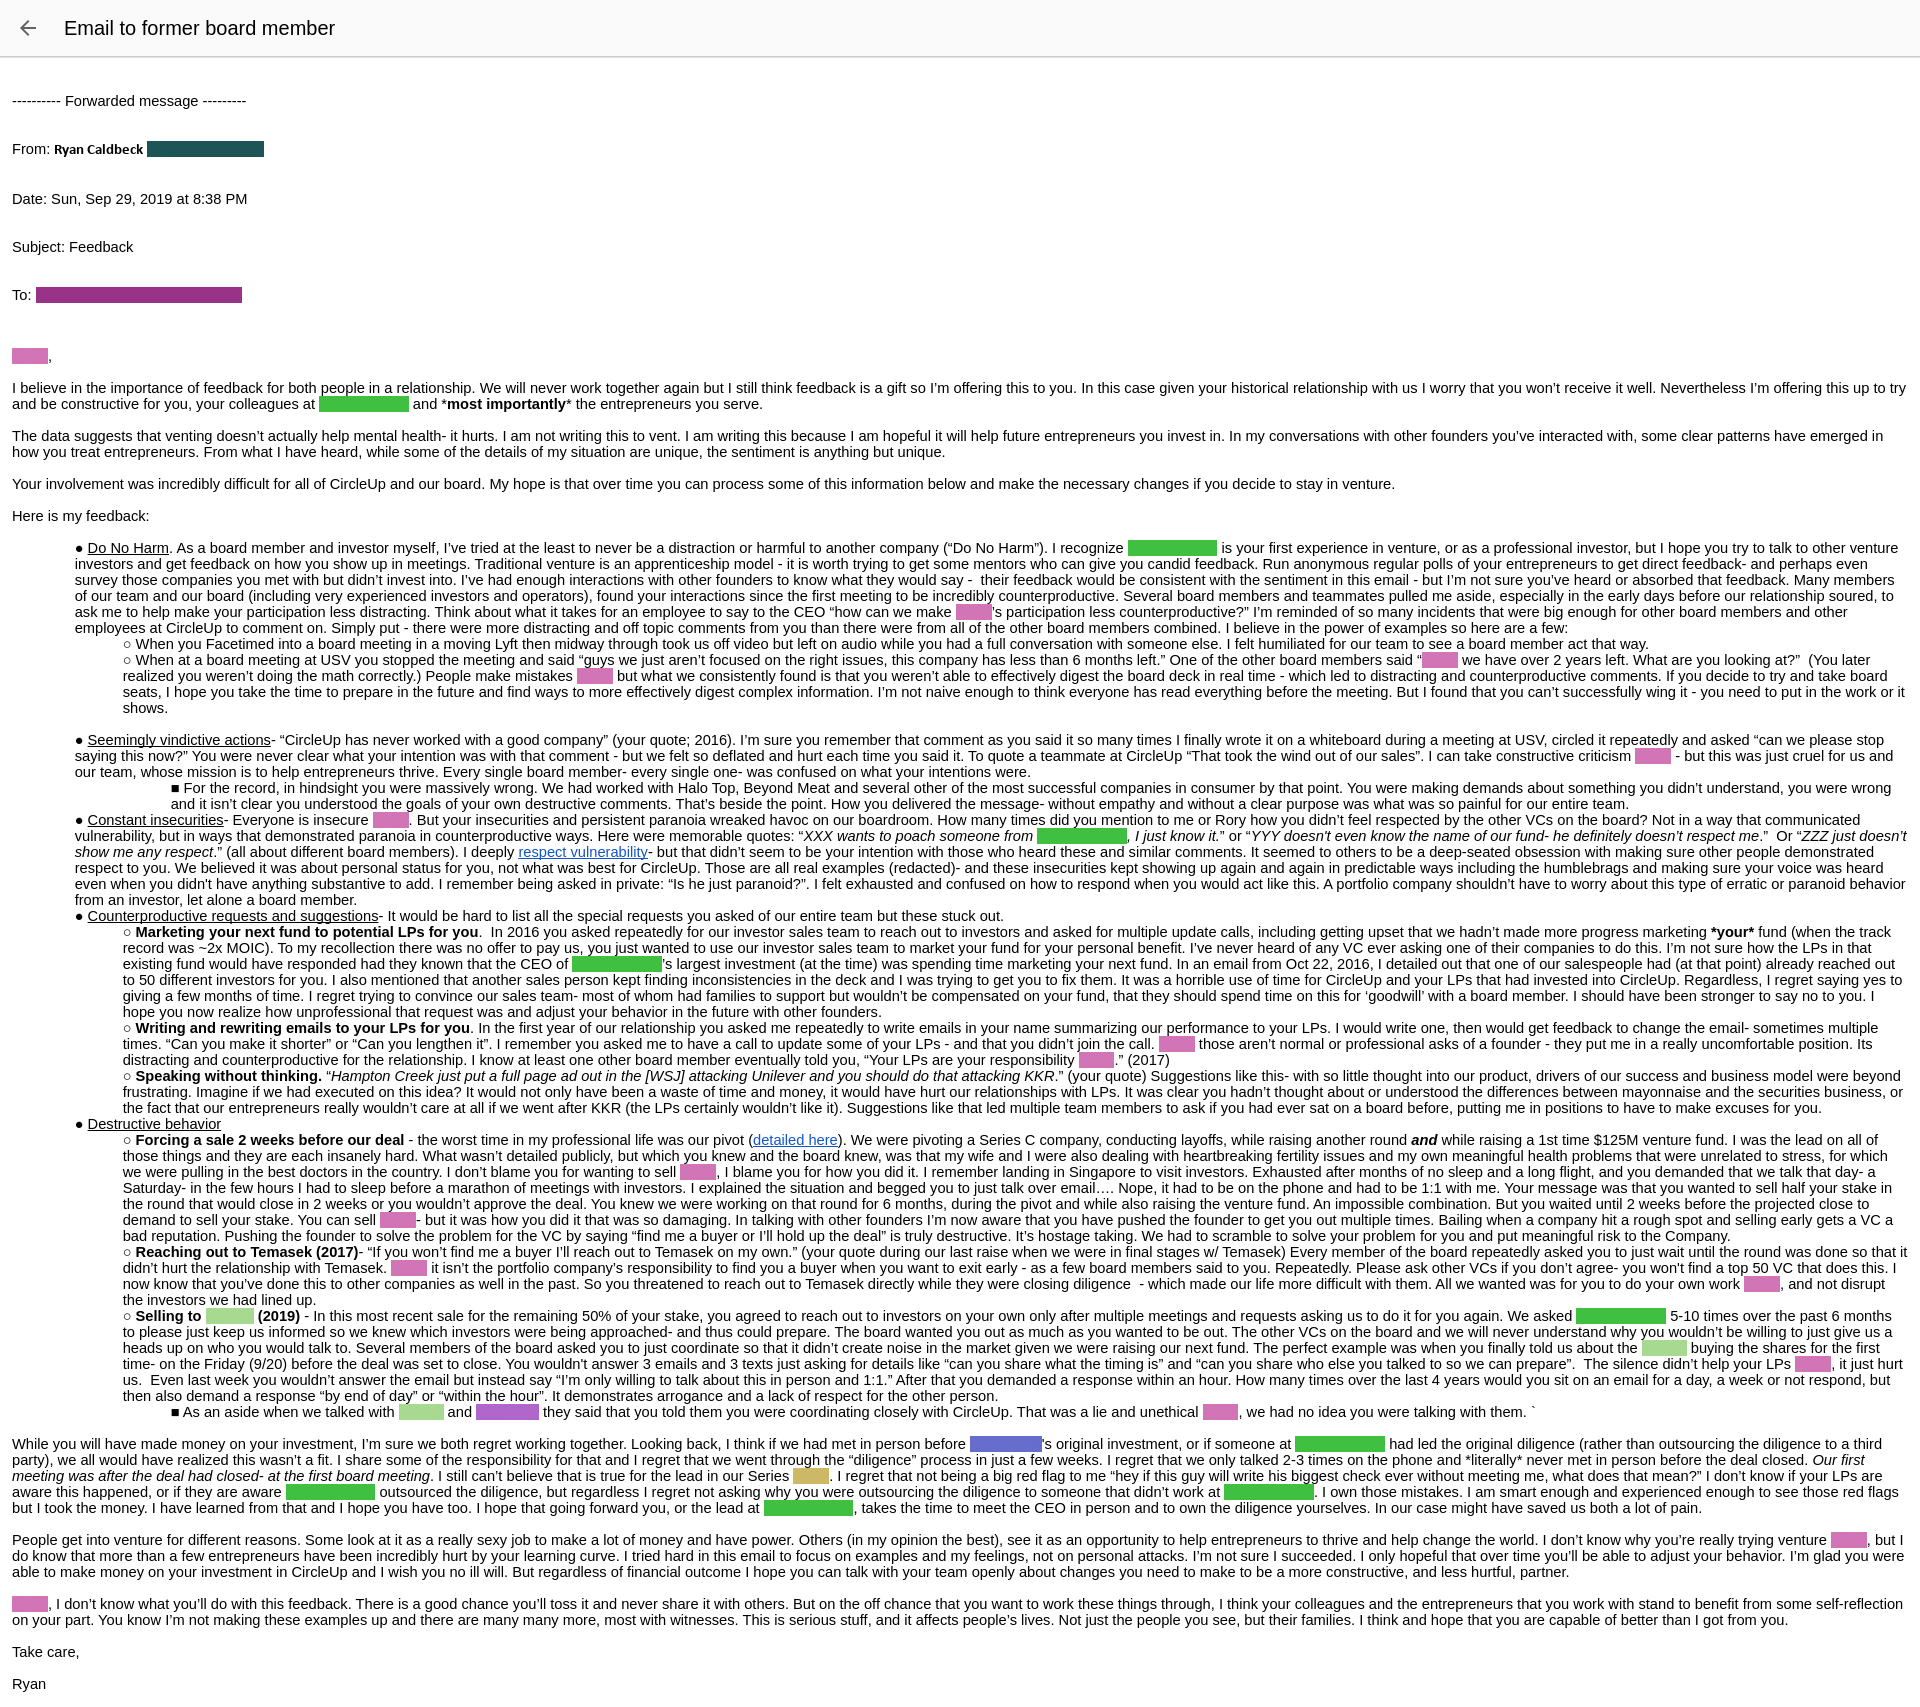 Email to former board member
---------- Forwarded message ---------
From: Ryan Caldbeck
Date: Sun, Sep 29, 2019 at 8:38 PM
Subject: Feedback
To:
,
I believe in the importance of feedback for both people in a relationship. We will never work together again but I still think feedback is a gift so I’m offering this to you. In this case given your historical relationship with us I worry that you won’t receive it well. Nevertheless I’m offering this up to try
and be constructive for you, your colleagues at and *most importantly* the entrepreneurs you serve.
The data suggests that venting doesn’t actually help mental health- it hurts. I am not writing this to vent. I am writing this because I am hopeful it will help future entrepreneurs you invest in. In my conversations with other founders you’ve interacted with, some clear patterns have emerged in
how you treat entrepreneurs. From what I have heard, while some of the details of my situation are unique, the sentiment is anything but unique.
Your involvement was incredibly difficult for all of CircleUp and our board. My hope is that over time you can process some of this information below and make the necessary changes if you decide to stay in venture.
Here is my feedback:
● Do No Harm. As a board member and investor myself, I’ve tried at the least to never be a distraction or harmful to another company (“Do No Harm”). I recognize is your first experience in venture, or as a professional investor, but I hope you try to talk to other venture
investors and get feedback on how you show up in meetings. Traditional venture is an apprenticeship model - it is worth trying to get some mentors who can give you candid feedback. Run anonymous regular polls of your entrepreneurs to get direct feedback- and perhaps even
survey those companies you met with but didn’t invest into. I’ve had enough interactions with other founders to know what they would say - their feedback would be consistent with the sentiment in this email - but I’m not sure you’ve heard or absorbed that feedback. Many members
of our team and our board (including very experienced investors and operators), found your interactions since the first meeting to be incredibly counterproductive. Several board members and teammates pulled me aside, especially in the early days before our relationship soured, to
ask me to help make your participation less distracting. Think about what it takes for an employee to say to the CEO “how can we make 's participation less counterproductive?” I’m reminded of so many incidents that were big enough for other board members and other
employees at CircleUp to comment on. Simply put - there were more distracting and off topic comments from you than there were from all of the other board members combined. I believe in the power of examples so here are a few:
○ When you Facetimed into a board meeting in a moving Lyft then midway through took us off video but left on audio while you had a full conversation with someone else. I felt humiliated for our team to see a board member act that way.
○ When at a board meeting at USV you stopped the meeting and said “guys we just aren’t focused on the right issues, this company has less than 6 months left.” One of the other board members said “ we have over 2 years left. What are you looking at?” (You later
realized you weren’t doing the math correctly.) People make mistakes but what we consistently found is that you weren’t able to effectively digest the board deck in real time - which led to distracting and counterproductive comments. If you decide to try and take board
seats, I hope you take the time to prepare in the future and find ways to more effectively digest complex information. I’m not naive enough to think everyone has read everything before the meeting. But I found that you can’t successfully wing it - you need to put in the work or it
shows.
● Seemingly vindictive actions- “CircleUp has never worked with a good company” (your quote; 2016). I’m sure you remember that comment as you said it so many times I finally wrote it on a whiteboard during a meeting at USV, circled it repeatedly and asked “can we please stop
saying this now?” You were never clear what your intention was with that comment - but we felt so deflated and hurt each time you said it. To quote a teammate at CircleUp “That took the wind out of our sales”. I can take constructive criticism - but this was just cruel for us and
our team, whose mission is to help entrepreneurs thrive. Every single board member- every single one- was confused on what your intentions were.
■ For the record, in hindsight you were massively wrong. We had worked with Halo Top, Beyond Meat and several other of the most successful companies in consumer by that point. You were making demands about something you didn’t understand, you were wrong
and it isn’t clear you understood the goals of your own destructive comments. That’s beside the point. How you delivered the message- without empathy and without a clear purpose was what was so painful for our entire team.
● Constant insecurities- Everyone is insecure . But your insecurities and persistent paranoia wreaked havoc on our boardroom. How many times did you mention to me or Rory how you didn’t feel respected by the other VCs on the board? Not in a way that communicated
vulnerability, but in ways that demonstrated paranoia in counterproductive ways. Here were memorable quotes: “XXX wants to poach someone from , I just know it.” or “YYY doesn't even know the name of our fund- he definitely doesn’t respect me.” Or “ZZZ just doesn’t
show me any respect.” (all about different board members). I deeply respect vulnerability- but that didn’t seem to be your intention with those who heard these and similar comments. It seemed to others to be a deep-seated obsession with making sure other people demonstrated
respect to you. We believed it was about personal status for you, not what was best for CircleUp. Those are all real examples (redacted)- and these insecurities kept showing up again and again in predictable ways including the humblebrags and making sure your voice was heard
even when you didn't have anything substantive to add. I remember being asked in private: “Is he just paranoid?”. I felt exhausted and confused on how to respond when you would act like this. A portfolio company shouldn’t have to worry about this type of erratic or paranoid behavior
from an investor, let alone a board member.
● Counterproductive requests and suggestions- It would be hard to list all the special requests you asked of our entire team but these stuck out.
○ Marketing your next fund to potential LPs for you. In 2016 you asked repeatedly for our investor sales team to reach out to investors and asked for multiple update calls, including getting upset that we hadn’t made more progress marketing *your* fund (when the track
record was ~2x MOIC). To my recollection there was no offer to pay us, you just wanted to use our investor sales team to market your fund for your personal benefit. I’ve never heard of any VC ever asking one of their companies to do this. I’m not sure how the LPs in that
existing fund would have responded had they known that the CEO of 's largest investment (at the time) was spending time marketing your next fund. In an email from Oct 22, 2016, I detailed out that one of our salespeople had (at that point) already reached out
to 50 different investors for you. I also mentioned that another sales person kept finding inconsistencies in the deck and I was trying to get you to fix them. It was a horrible use of time for CircleUp and your LPs that had invested into CircleUp. Regardless, I regret saying yes to
giving a few months of time. I regret trying to convince our sales team- most of whom had families to support but wouldn’t be compensated on your fund, that they should spend time on this for ‘goodwill’ with a board member. I should have been stronger to say no to you. I
hope you now realize how unprofessional that request was and adjust your behavior in the future with other founders.
○ Writing and rewriting emails to your LPs for you. In the first year of our relationship you asked me repeatedly to write emails in your name summarizing our performance to your LPs. I would write one, then would get feedback to change the email- sometimes multiple
times. “Can you make it shorter” or “Can you lengthen it”. I remember you asked me to have a call to update some of your LPs - and that you didn’t join the call. those aren’t normal or professional asks of a founder - they put me in a really uncomfortable position. Its
distracting and counterproductive for the relationship. I know at least one other board member eventually told you, “Your LPs are your responsibility .” (2017)
○ Speaking without thinking. “Hampton Creek just put a full page ad out in the [WSJ] attacking Unilever and you should do that attacking KKR.” (your quote) Suggestions like this- with so little thought into our product, drivers of our success and business model were beyond
frustrating. Imagine if we had executed on this idea? It would not only have been a waste of time and money, it would have hurt our relationships with LPs. It was clear you hadn’t thought about or understood the differences between mayonnaise and the securities business, or
the fact that our entrepreneurs really wouldn’t care at all if we went after KKR (the LPs certainly wouldn’t like it). Suggestions like that led multiple team members to ask if you had ever sat on a board before, putting me in positions to have to make excuses for you.
● Destructive behavior
○ Forcing a sale 2 weeks before our deal - the worst time in my professional life was our pivot (detailed here). We were pivoting a Series C company, conducting layoffs, while raising another round and while raising a 1st time $125M venture fund. I was the lead on all of
those things and they are each insanely hard. What wasn’t detailed publicly, but which you knew and the board knew, was that my wife and I were also dealing with heartbreaking fertility issues and my own meaningful health problems that were unrelated to stress, for which
we were pulling in the best doctors in the country. I don’t blame you for wanting to sell , I blame you for how you did it. I remember landing in Singapore to visit investors. Exhausted after months of no sleep and a long flight, and you demanded that we talk that day- a
Saturday- in the few hours I had to sleep before a marathon of meetings with investors. I explained the situation and begged you to just talk over email…. Nope, it had to be on the phone and had to be 1:1 with me. Your message was that you wanted to sell half your stake in
the round that would close in 2 weeks or you wouldn’t approve the deal. You knew we were working on that round for 6 months, during the pivot and while also raising the venture fund. An impossible combination. But you waited until 2 weeks before the projected close to
demand to sell your stake. You can sell - but it was how you did it that was so damaging. In talking with other founders I’m now aware that you have pushed the founder to get you out multiple times. Bailing when a company hit a rough spot and selling early gets a VC a
bad reputation. Pushing the founder to solve the problem for the VC by saying “find me a buyer or I’ll hold up the deal” is truly destructive. It’s hostage taking. We had to scramble to solve your problem for you and put meaningful risk to the Company.
○ Reaching out to Temasek (2017)- “If you won’t find me a buyer I’ll reach out to Temasek on my own.” (your quote during our last raise when we were in final stages w/ Temasek) Every member of the board repeatedly asked you to just wait until the round was done so that it
didn’t hurt the relationship with Temasek. it isn’t the portfolio company’s responsibility to find you a buyer when you want to exit early - as a few board members said to you. Repeatedly. Please ask other VCs if you don’t agree- you won't find a top 50 VC that does this. I
now know that you’ve done this to other companies as well in the past. So you threatened to reach out to Temasek directly while they were closing diligence - which made our life more difficult with them. All we wanted was for you to do your own work , and not disrupt
the investors we had lined up.
○ Selling to (2019) - In this most recent sale for the remaining 50% of your stake, you agreed to reach out to investors on your own only after multiple meetings and requests asking us to do it for you again. We asked 5-10 times over the past 6 months
to please just keep us informed so we knew which investors were being approached- and thus could prepare. The board wanted you out as much as you wanted to be out. The other VCs on the board and we will never understand why you wouldn’t be willing to just give us a
heads up on who you would talk to. Several members of the board asked you to just coordinate so that it didn’t create noise in the market given we were raising our next fund. The perfect example was when you finally told us about the buying the shares for the first
time- on the Friday (9/20) before the deal was set to close. You wouldn't answer 3 emails and 3 texts just asking for details like “can you share what the timing is” and “can you share who else you talked to so we can prepare”. The silence didn’t help your LPs , it just hurt
us. Even last week you wouldn’t answer the email but instead say “I’m only willing to talk about this in person and 1:1.” After that you demanded a response within an hour. How many times over the last 4 years would you sit on an email for a day, a week or not respond, but
then also demand a response “by end of day” or “within the hour”. It demonstrates arrogance and a lack of respect for the other person.
■ As an aside when we talked with and they said that you told them you were coordinating closely with CircleUp. That was a lie and unethical , we had no idea you were talking with them. `
While you will have made money on your investment, I’m sure we both regret working together. Looking back, I think if we had met in person before 's original investment, or if someone at had led the original diligence (rather than outsourcing the diligence to a third
party), we all would have realized this wasn’t a fit. I share some of the responsibility for that and I regret that we went through the “diligence” process in just a few weeks. I regret that we only talked 2-3 times on the phone and *literally* never met in person before the deal closed. Our first
meeting was after the deal had closed- at the first board meeting. I still can’t believe that is true for the lead in our Series . I regret that not being a big red flag to me “hey if this guy will write his biggest check ever without meeting me, what does that mean?” I don’t know if your LPs are
aware this happened, or if they are aware outsourced the diligence, but regardless I regret not asking why you were outsourcing the diligence to someone that didn’t work at . I own those mistakes. I am smart enough and experienced enough to see those red flags
but I took the money. I have learned from that and I hope you have too. I hope that going forward you, or the lead at , takes the time to meet the CEO in person and to own the diligence yourselves. In our case might have saved us both a lot of pain.
People get into venture for different reasons. Some look at it as a really sexy job to make a lot of money and have power. Others (in my opinion the best), see it as an opportunity to help entrepreneurs to thrive and help change the world. I don’t know why you’re really trying venture , but I
do know that more than a few entrepreneurs have been incredibly hurt by your learning curve. I tried hard in this email to focus on examples and my feelings, not on personal attacks. I’m not sure I succeeded. I only hopeful that over time you’ll be able to adjust your behavior. I’m glad you were
able to make money on your investment in CircleUp and I wish you no ill will. But regardless of financial outcome I hope you can talk with your team openly about changes you need to make to be a more constructive, and less hurtful, partner.
, I don’t know what you’ll do with this feedback. There is a good chance you’ll toss it and never share it with others. But on the off chance that you want to work these things through, I think your colleagues and the entrepreneurs that you work with stand to benefit from some self-reflection
on your part. You know I’m not making these examples up and there are many many more, most with witnesses. This is serious stuff, and it affects people’s lives. Not just the people you see, but their families. I think and hope that you are capable of better than I got from you.
Take care,
Ryan